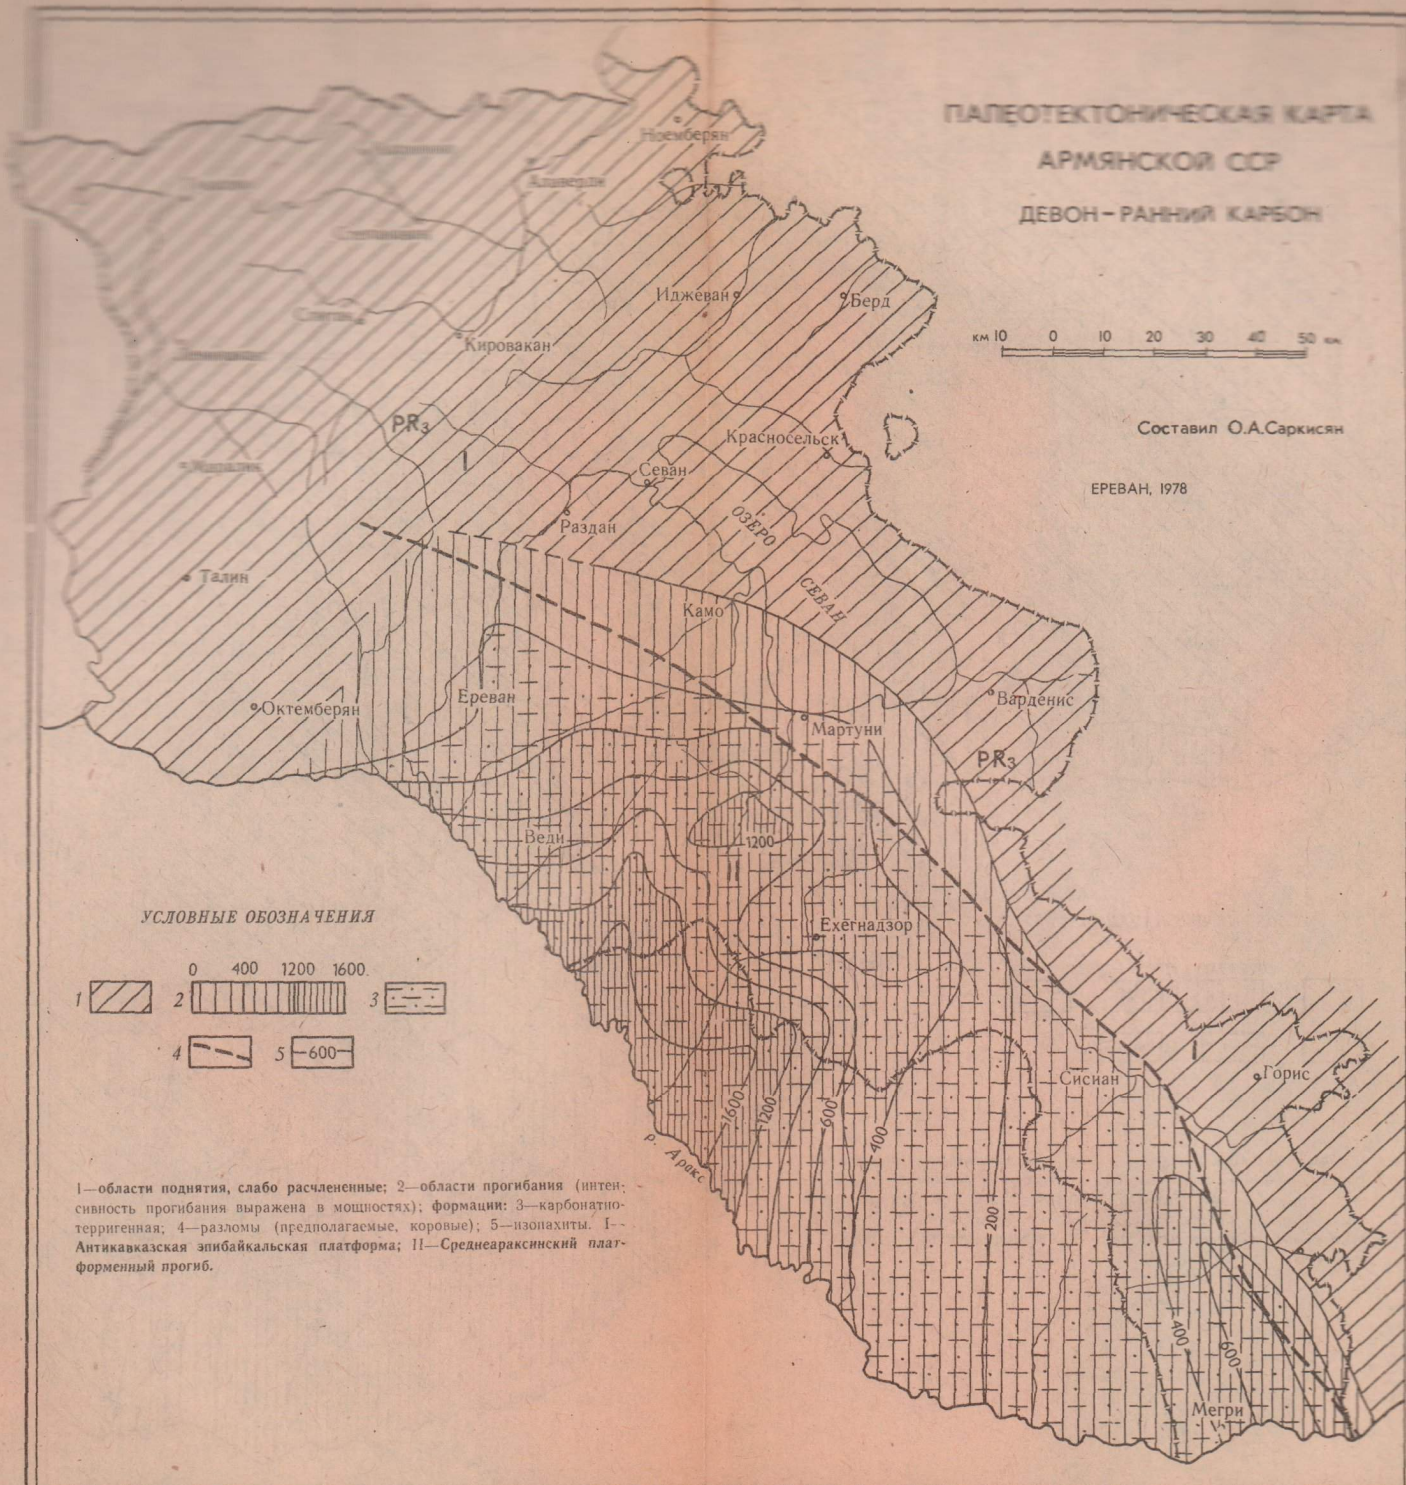 ПАЛЕОТЕКТОНИЧЕСКАЯ КАРТА
АРМЯНСКОЙ ССР
ДЕВОН-РАННИЙ КАРБОН
км 10 0 10 20 30 40 50 км
Составил О.А.Саркисян
ЕРЕВАН, 1978
Ноемберян
Алаверди
Иджеван
Берд
Кировакан
PR₃
I
Красносельск
Севан
Раздан
ОЗЕРО
СЕВАН
Талин
Камо
Октемберян
Ереван
Варденис
Мартуни
PR₃
Веди
1200
II
Ехегнадзор
I
Горис
Сисиан
1600
1200
600
400
200
р. Аракс
400
600
Мегри
УСЛОВНЫЕ ОБОЗНАЧЕНИЯ
0 400 1200 1600
1 2 3
4 5 600
1—области поднятия, слабо расчлененные; 2—области прогибания (интен-
сивность прогибания выражена в мощностях); формации: 3—карбонатно-
терригенная; 4—разломы (предполагаемые, коровые); 5—изопахиты. I—
Антикавказская эпибайкальская платформа; II—Среднеараксинский плат-
форменный прогиб.